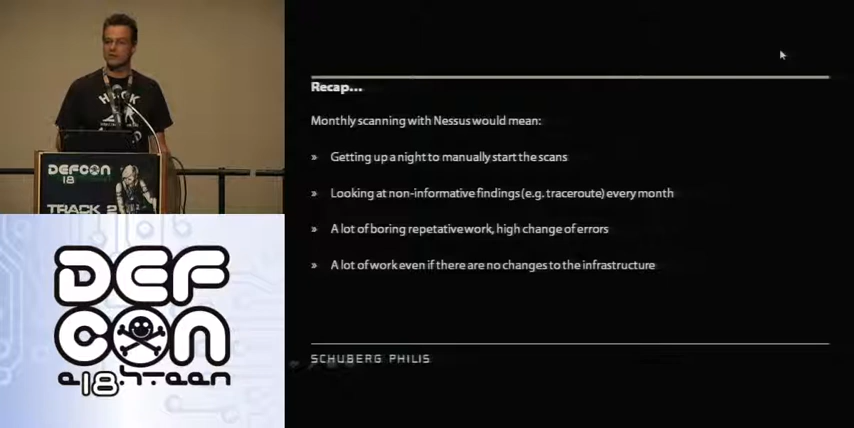 HACK
DEFCON
18
TRACK 2
DEF
CON
e18.hteen
Recap...
Monthly scanning with Nessus would mean:
» Getting up a night to manually start the scans
» Looking at non-informative findings (e.g. traceroute) every month
» A lot of boring repetative work, high change of errors
» A lot of work even if there are no changes to the infrastructure
SCHUBERG PHILIS